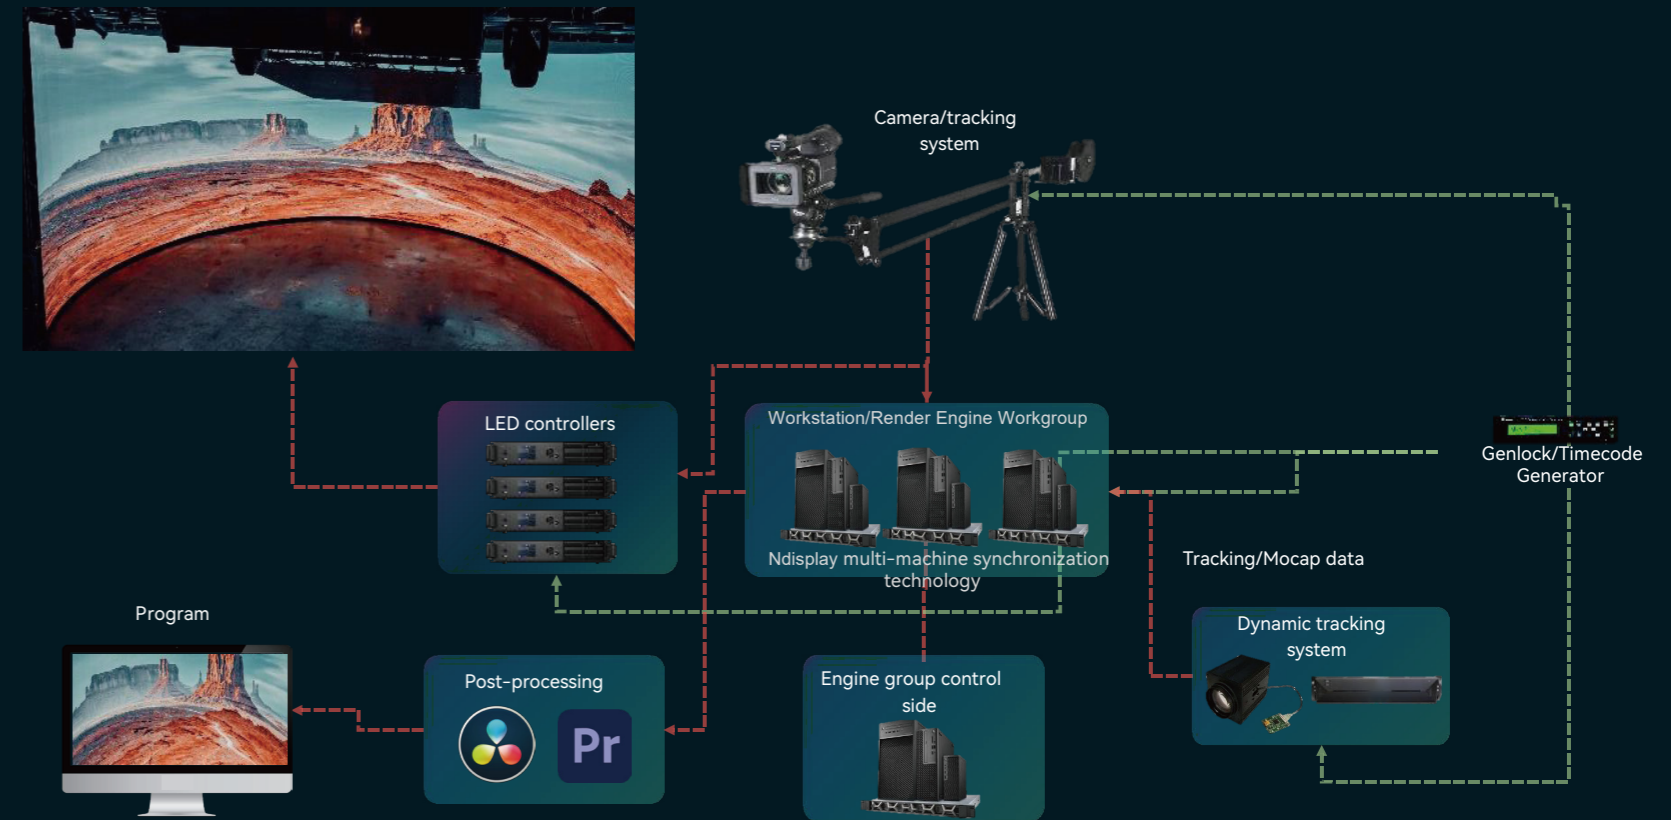 Camera/tracking
system
LED controllers
Workstation/Render Engine Workgroup
Genlock/Timecode
Generator
Ndisplay multi-machine synchronization
technology
Tracking/Mocap data
Program
Dynamic tracking
system
Post-processing
Pr
Engine group control
side